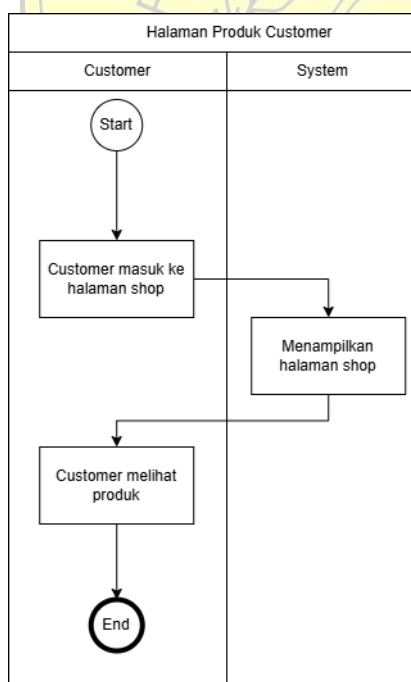 Halaman Produk Customer
Customer
System
Start
Customer masuk ke
halaman shop
Menampilkan
halaman shop
Customer melihat
produk
End